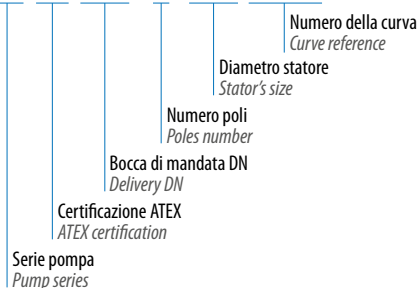 Numero della curva
Curve reference
Diametro statore
Stator's size
Numero poli
Poles number
Bocca di mandata DN
Delivery DN
Certificazione ATEX
ATEX certification
Serie pompa
Pump series